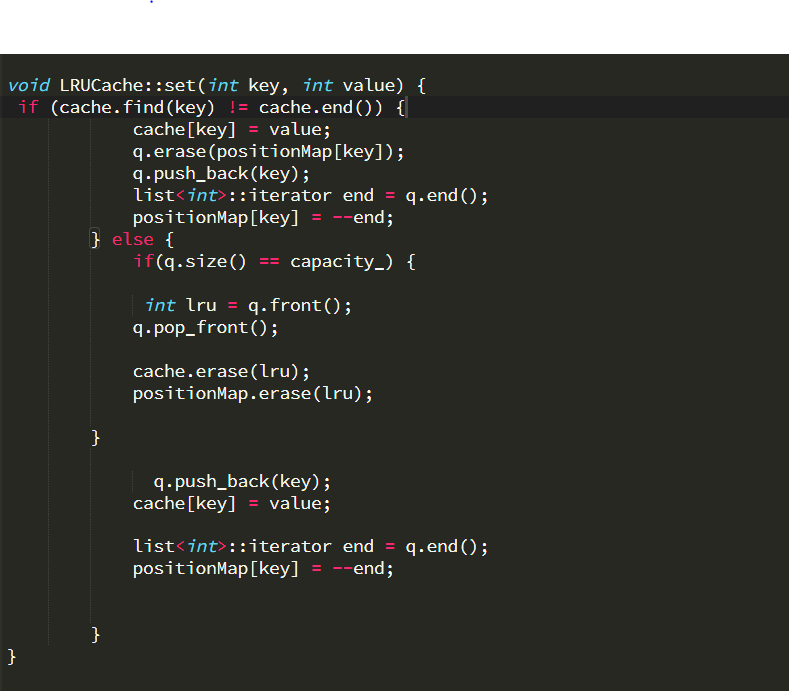 void LRUCache::set(int key, int value) {
if (cache.find(key) != cache.end()) {
cache[key] = value;
q.erase(positionMap[key]);
q.push_back(key);
list<int>::iterator end = q.end();
positionMap[key] = --end;
} else {
if(q.size() == capacity_) {
int lru = q.front();
q.pop_front();
cache.erase(lru);
positionMap.erase(lru);
}
q.push_back(key);
cache[key] = value;
list<int>::iterator end = q.end();
positionMap[key] = --end;
}
}